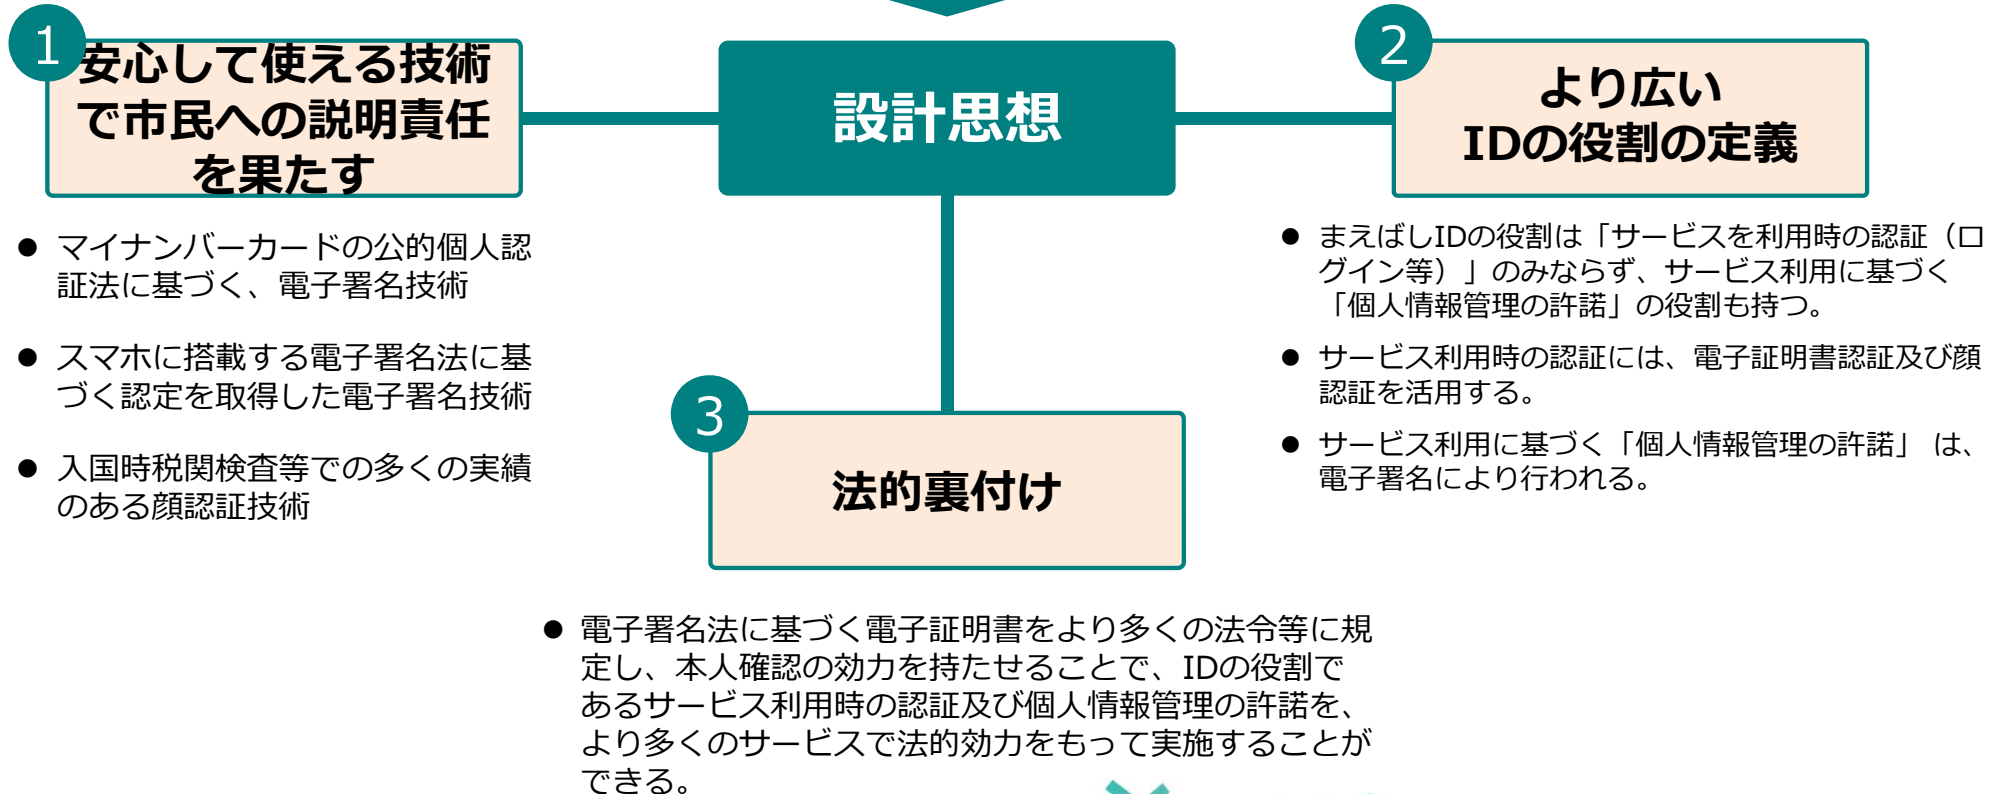 設計思想
1
安心して使える技術
で市民への説明責任
を果たす
● マイナンバーカードの公的個人認
証法に基づく、電子署名技術
● スマホに搭載する電子署名法に基
づく認定を取得した電子署名技術
● 入国時税関検査等での多くの実績
のある顔認証技術
2
より広い
IDの役割の定義
● まえばしIDの役割は「サービスを利用時の認証（ロ
グイン等）」のみならず、サービス利用に基づく
「個人情報管理の許諾」の役割も持つ。
● サービス利用時の認証には、電子証明書認証及び顔
認証を活用する。
● サービス利用に基づく「個人情報管理の許諾」 は、
電子署名により行われる。
3
法的裏付け
● 電子署名法に基づく電子証明書をより多くの法令等に規
定し、本人確認の効力を持たせることで、IDの役割で
あるサービス利用時の認証及び個人情報管理の許諾を、
より多くのサービスで法的効力をもって実施することが
できる。